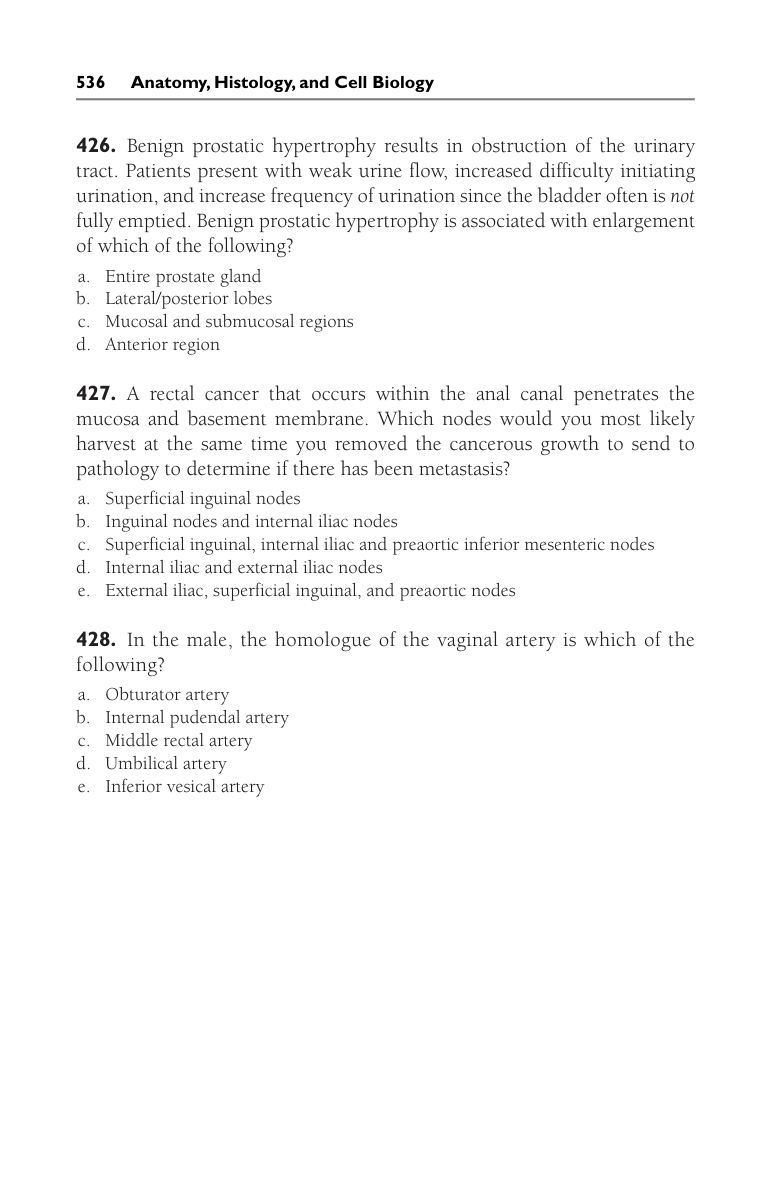 536 Anatomy, Histology, and Cell Biology
426. Benign prostatic hypertrophy results in obstruction of the urinary
tract. Patients present with weak urine flow, increased difficulty initiating
urination, and increase frequency of urination since the bladder often is not
fully emptied. Benign prostatic hypertrophy is associated with enlargement
of which of the following?
a. Entire prostate gland
b. Lateral/posterior lobes
c. Mucosal and submucosal regions
d. Anterior region
427. A rectal cancer that occurs within the anal canal penetrates the
mucosa and basement membrane. Which nodes would you most likely
harvest at the same time you removed the cancerous growth to send to
pathology to determine if there has been metastasis?
a. Superficial inguinal nodes
b. Inguinal nodes and internal iliac nodes
c. Superficial inguinal, internal iliac and preaortic inferior mesenteric nodes
d. Internal iliac and external iliac nodes
e. External iliac, superficial inguinal, and preaortic nodes
428. In the male, the homologue of the vaginal artery is which of the
following?
a. Obturator artery
b. Internal pudendal artery
c. Middle rectal artery
d. Umbilical artery
e. Inferior vesical artery